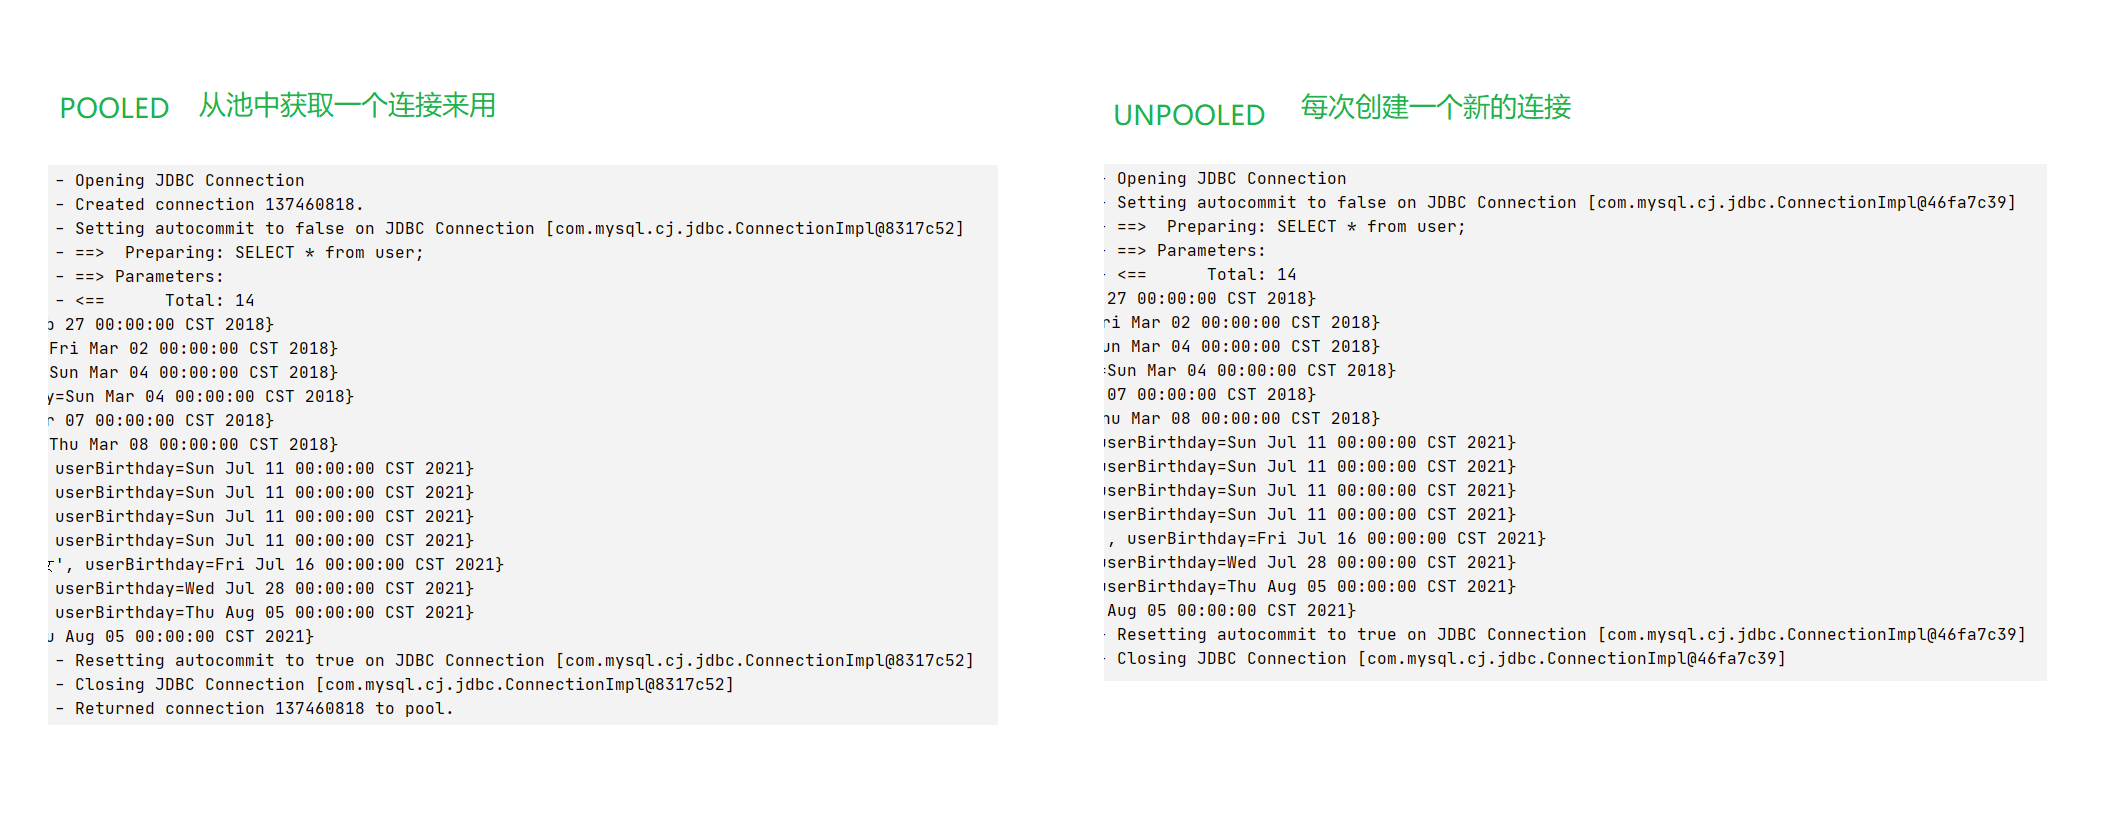 POOLED 从池中获取一个连接来用
- Opening JDBC Connection
- Created connection 137460818.
- Setting autocommit to false on JDBC Connection [com.mysql.cj.jdbc.ConnectionImpl@8317c52]
- ==>  Preparing: SELECT * from user;
- ==> Parameters:
- <==      Total: 14
27 00:00:00 CST 2018}
Fri Mar 02 00:00:00 CST 2018}
Sun Mar 04 00:00:00 CST 2018}
y=Sun Mar 04 00:00:00 CST 2018}
07 00:00:00 CST 2018}
Thu Mar 08 00:00:00 CST 2018}
userBirthday=Sun Jul 11 00:00:00 CST 2021}
userBirthday=Sun Jul 11 00:00:00 CST 2021}
userBirthday=Sun Jul 11 00:00:00 CST 2021}
userBirthday=Sun Jul 11 00:00:00 CST 2021}
', userBirthday=Fri Jul 16 00:00:00 CST 2021}
userBirthday=Wed Jul 28 00:00:00 CST 2021}
userBirthday=Thu Aug 05 00:00:00 CST 2021}
Aug 05 00:00:00 CST 2021}
- Resetting autocommit to true on JDBC Connection [com.mysql.cj.jdbc.ConnectionImpl@8317c52]
- Closing JDBC Connection [com.mysql.cj.jdbc.ConnectionImpl@8317c52]
- Returned connection 137460818 to pool.
UNPOOLED 每次创建一个新的连接
Opening JDBC Connection
Setting autocommit to false on JDBC Connection [com.mysql.cj.jdbc.ConnectionImpl@46fa7c39]
==>  Preparing: SELECT * from user;
==> Parameters:
<==      Total: 14
27 00:00:00 CST 2018}
ri Mar 02 00:00:00 CST 2018}
un Mar 04 00:00:00 CST 2018}
=Sun Mar 04 00:00:00 CST 2018}
07 00:00:00 CST 2018}
hu Mar 08 00:00:00 CST 2018}
userBirthday=Sun Jul 11 00:00:00 CST 2021}
userBirthday=Sun Jul 11 00:00:00 CST 2021}
userBirthday=Sun Jul 11 00:00:00 CST 2021}
userBirthday=Sun Jul 11 00:00:00 CST 2021}
, userBirthday=Fri Jul 16 00:00:00 CST 2021}
userBirthday=Wed Jul 28 00:00:00 CST 2021}
userBirthday=Thu Aug 05 00:00:00 CST 2021}
Aug 05 00:00:00 CST 2021}
Resetting autocommit to true on JDBC Connection [com.mysql.cj.jdbc.ConnectionImpl@46fa7c39]
Closing JDBC Connection [com.mysql.cj.jdbc.ConnectionImpl@46fa7c39]